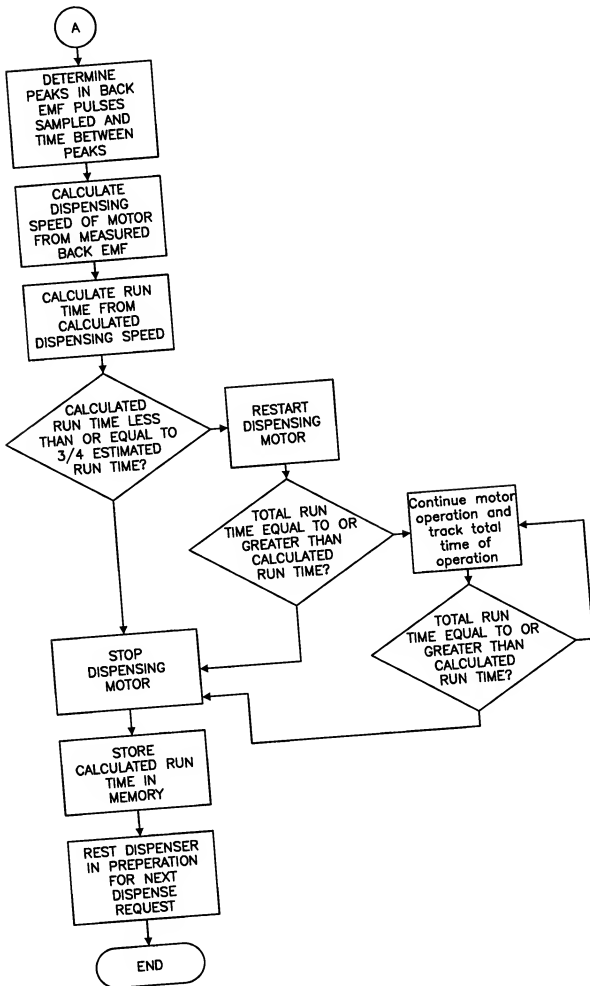 A
DETERMINE
PEAKS IN BACK
EMF PULSES
SAMPLED AND
TIME BETWEEN
PEAKS
CALCULATE
DISPENSING
SPEED OF MOTOR
FROM MEASURED
BACK EMF
CALCULATE RUN
TIME FROM
CALCULATED
DISPENSING SPEED
CALCULATED
RUN TIME LESS
THAN OR EQUAL TO
3/4 ESTIMATED
RUN TIME?
RESTART
DISPENSING
MOTOR
TOTAL RUN
TIME EQUAL TO OR
GREATER THAN
CALCULATED
RUN TIME?
Continue motor
operation and
track total
time of
operation
TOTAL RUN
TIME EQUAL TO OR
GREATER THAN
CALCULATED
RUN TIME?
STOP
DISPENSING
MOTOR
STORE
CALCULATED RUN
TIME IN
MEMORY
REST DISPENSER
IN PREPERATION
FOR NEXT
DISPENSE
REQUEST
END